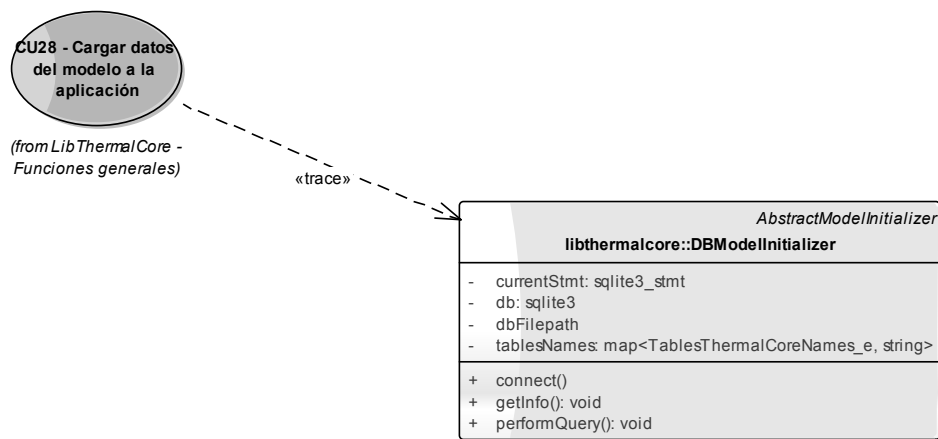 CU28 - Cargar datos
del modelo a la
aplicación
(from LibThermalCore -
Funciones generales)
«trace»
AbstractModelInitializer
libthermalcore::DBModelInitializer
- currentStmt: sqlite3_stmt
- db: sqlite3
- dbFilepath
- tablesNames: map<TablesThermalCoreNames_e, string>
+ connect()
+ getInfo(): void
+ performQuery(): void